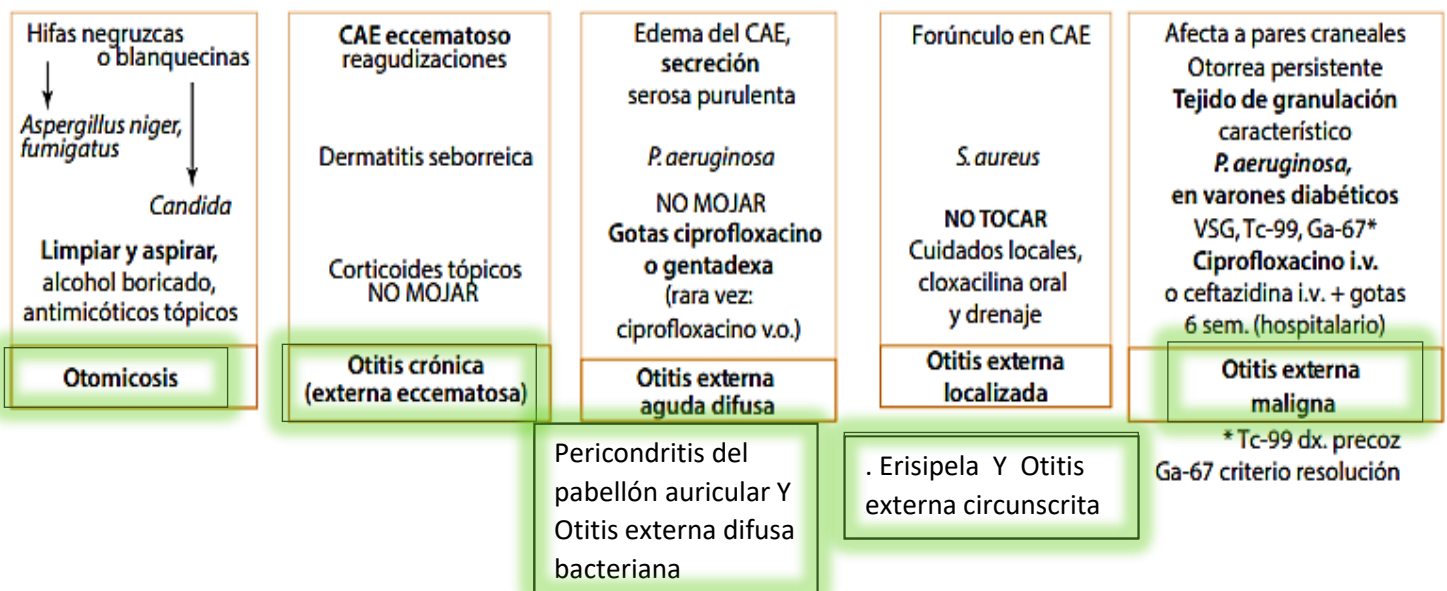 Hifas negruzcas
o blanquecinas
Aspergillus niger,
fumigatus
Candida
Limpiar y aspirar,
alcohol boricado,
antimicóticos tópicos
Otomicosis
CAE eccematoso
reagudizaciones
Dermatitis seborreica
Corticoides tópicos
NO MOJAR
Otitis crónica
(externa eccematosa)
Edema del CAE,
secreción
serosa purulenta
P. aeruginosa
NO MOJAR
Gotas ciprofloxacino
o gentadexa
(rara vez:
ciprofloxacino v.o.)
Otitis externa
aguda difusa
Pericondritis del
pabellón auricular Y
Otitis externa difusa
bacteriana
Forúnculo en CAE
S. aureus
NO TOCAR
Cuidados locales,
cloxacilina oral
y drenaje
Otitis externa
localizada
. Erisipela Y Otitis
externa circunscrita
Afecta a pares craneales
Otorrea persistente
Tejido de granulación
característico
P. aeruginosa,
en varones diabéticos
VSG, Tc-99, Ga-67*
Ciprofloxacino i.v.
o ceftazidina i.v. + gotas
6 sem. (hospitalario)
Otitis externa
maligna
* Tc-99 dx. precoz
Ga-67 criterio resolución